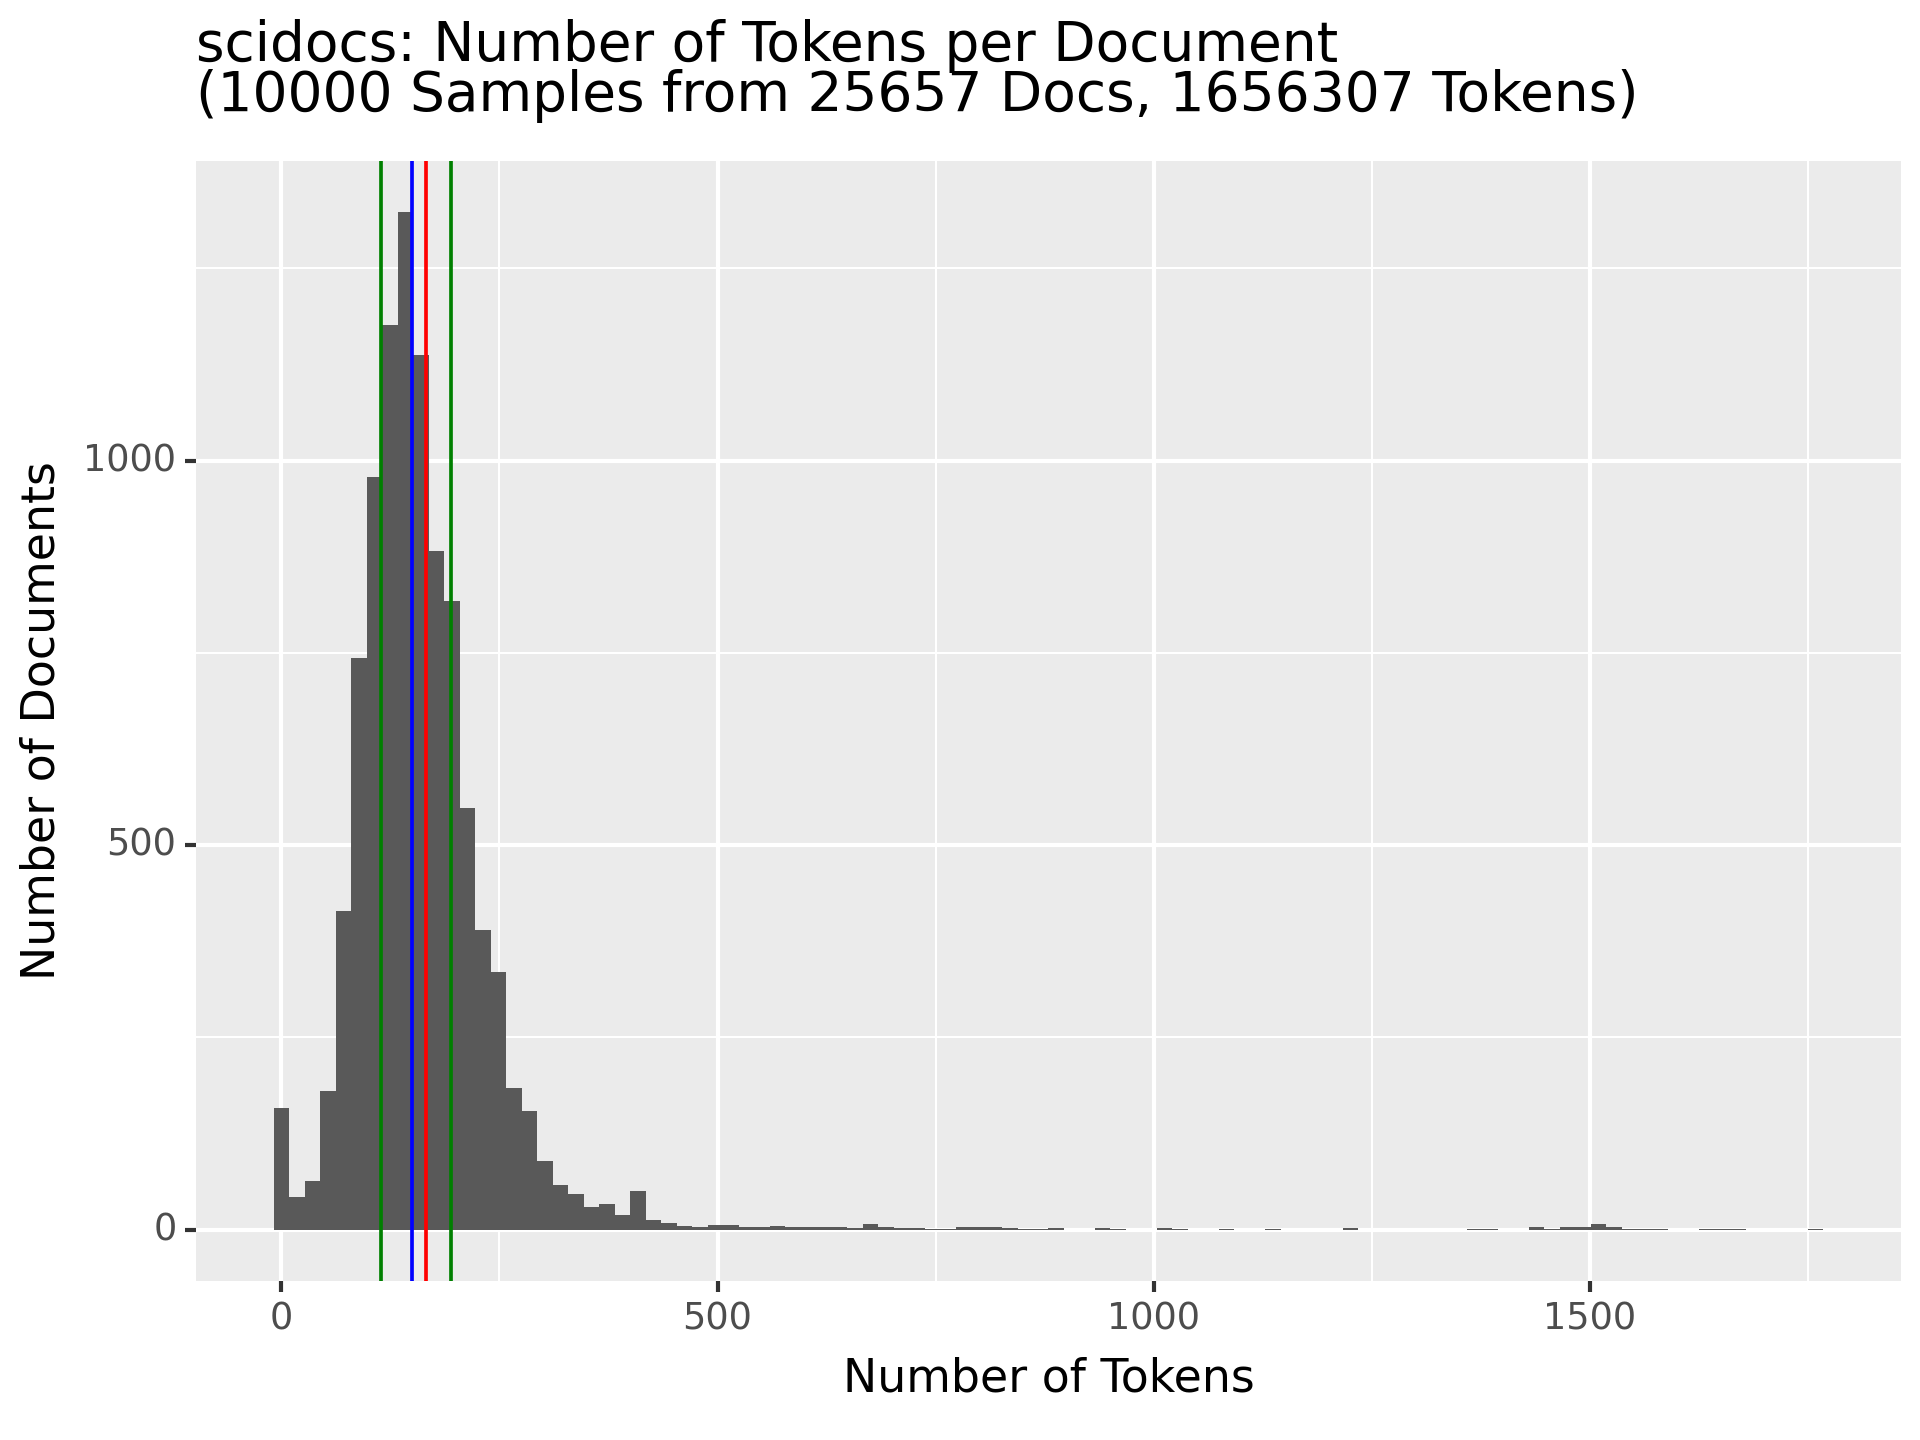 scidocs: Number of Tokens per Document
(10000 Samples from 25657 Docs, 1656307 Tokens)
Number of Documents
1000
500
0
0
500
1000
1500
Number of Tokens